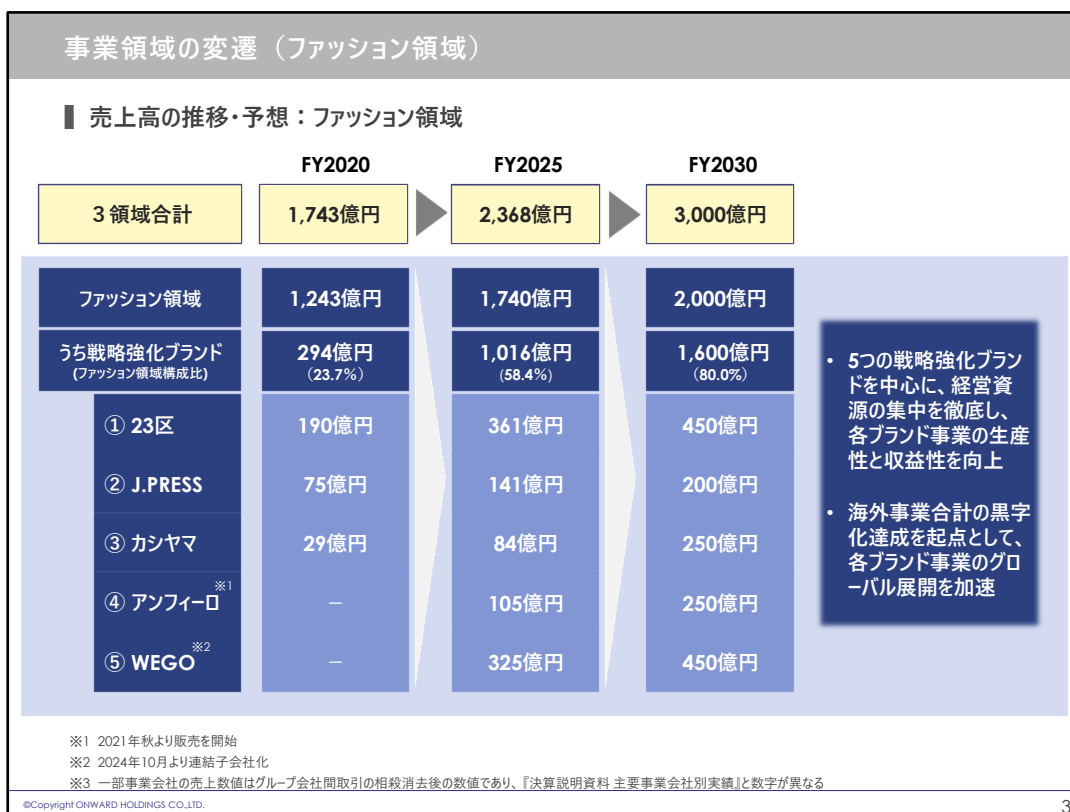 事業領域の変遷（ファッション領域）
売上高の推移・予想：ファッション領域
FY2020 FY2025 FY2030
３領域合計 1,743億円 2,368億円 3,000億円
ファッション領域 1,243億円 1,740億円 2,000億円
うち戦略強化ブランド 294億円 1,016億円 1,600億円
(ファッション領域構成比) （23.7%） (58.4%) （80.0%）
① 23区 190億円 361億円 450億円
② J.PRESS 75億円 141億円 200億円
③ カシヤマ 29億円 84億円 250億円
④ アンフィーロ※1 － 105億円 250億円
⑤ WEGO※2 － 325億円 450億円
• 5つの戦略強化ブラン
ドを中心に、経営資
源の集中を徹底し、
各ブランド事業の生産
性と収益性を向上
• 海外事業合計の黒字
化達成を起点として、
各ブランド事業のグロ
ーバル展開を加速
※1 2021年秋より販売を開始
※2 2024年10月より連結子会社化
※3 一部事業会社の売上数値はグループ会社間取引の相殺消去後の数値であり、『決算説明資料 主要事業会社別実績』と数字が異なる
©Copyright ONWARD HOLDINGS CO.,LTD.
3